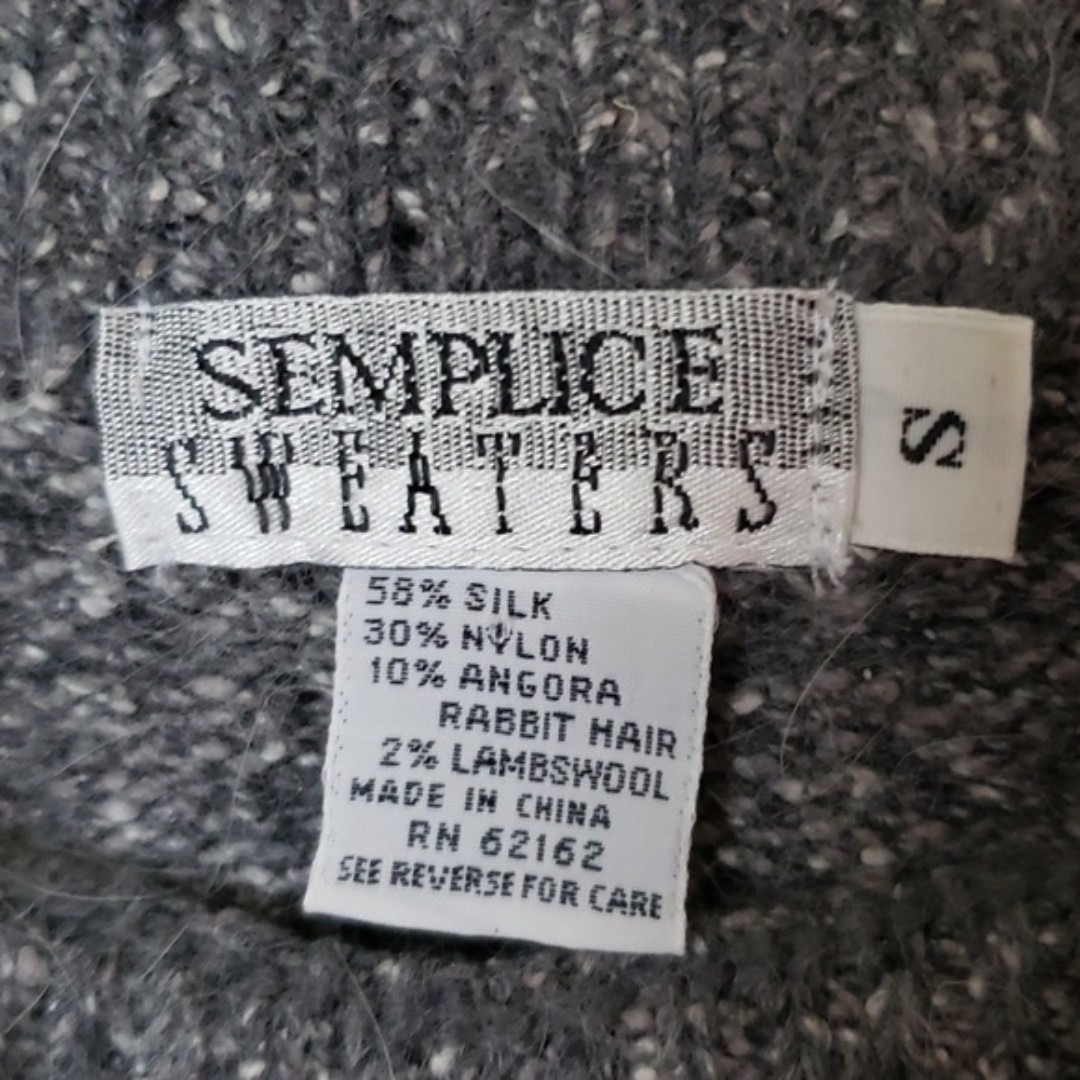 SEMPLICE
SWEATERS
S
58% SILK
30% NYLON
10% ANGORA
RABBIT HAIR
2% LAMBSWOOL
MADE IN CHINA
RN 62162
SEE REVERSE FOR CARE